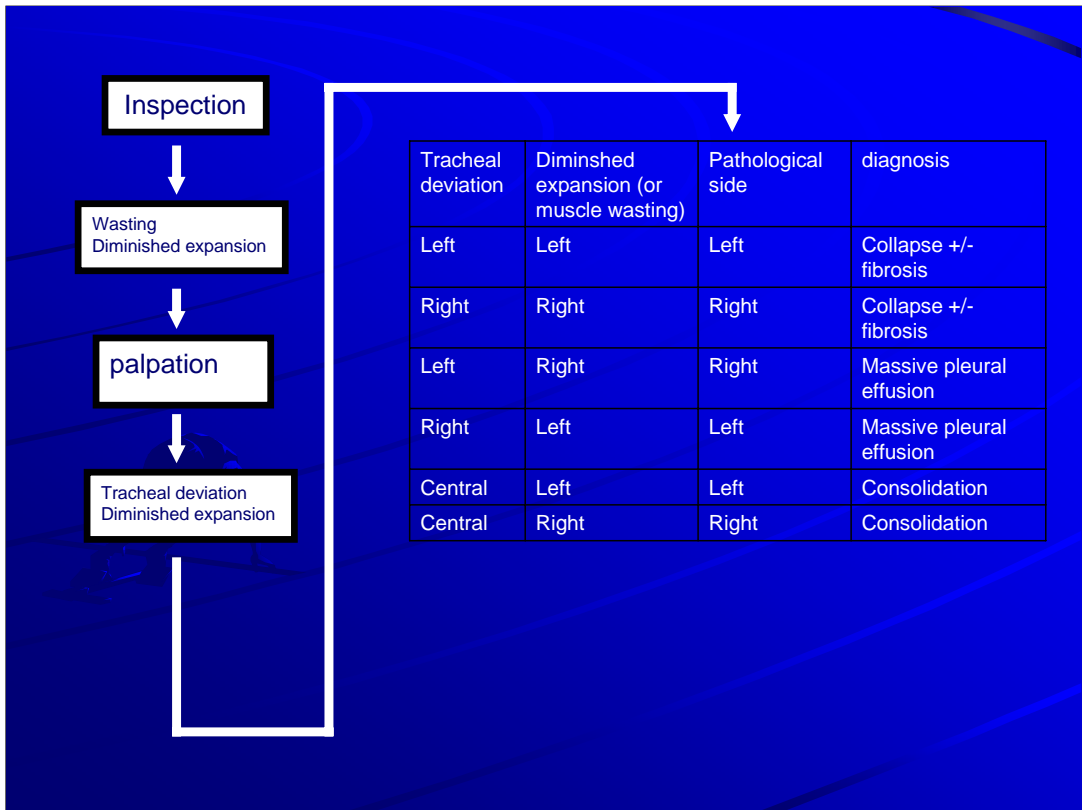 Inspection
Wasting
Diminished expansion
palpation
Tracheal deviation
Diminished expansion
Tracheal deviation
Diminshed expansion (or muscle wasting)
Pathological side
diagnosis
Left Left Left Collapse +/- fibrosis
Right Right Right Collapse +/- fibrosis
Left Right Right Massive pleural effusion
Right Left Left Massive pleural effusion
Central Left Left Consolidation
Central Right Right Consolidation